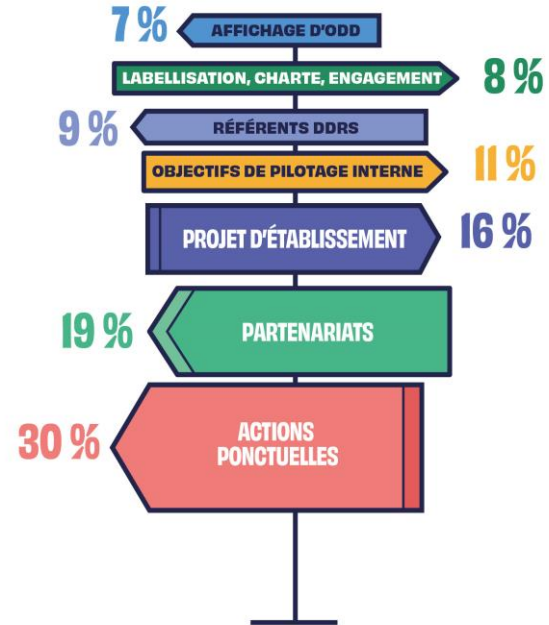 7 %
AFFICHAGE D'ODD
LABELLISATION, CHARTE, ENGAGEMENT
8 %
9 %
RÉFÉRENTS DDRS
OBJECTIFS DE PILOTAGE INTERNE
11 %
PROJET D'ÉTABLISSEMENT
16 %
19 %
PARTENARIATS
30 %
ACTIONS
PONCTUELLES